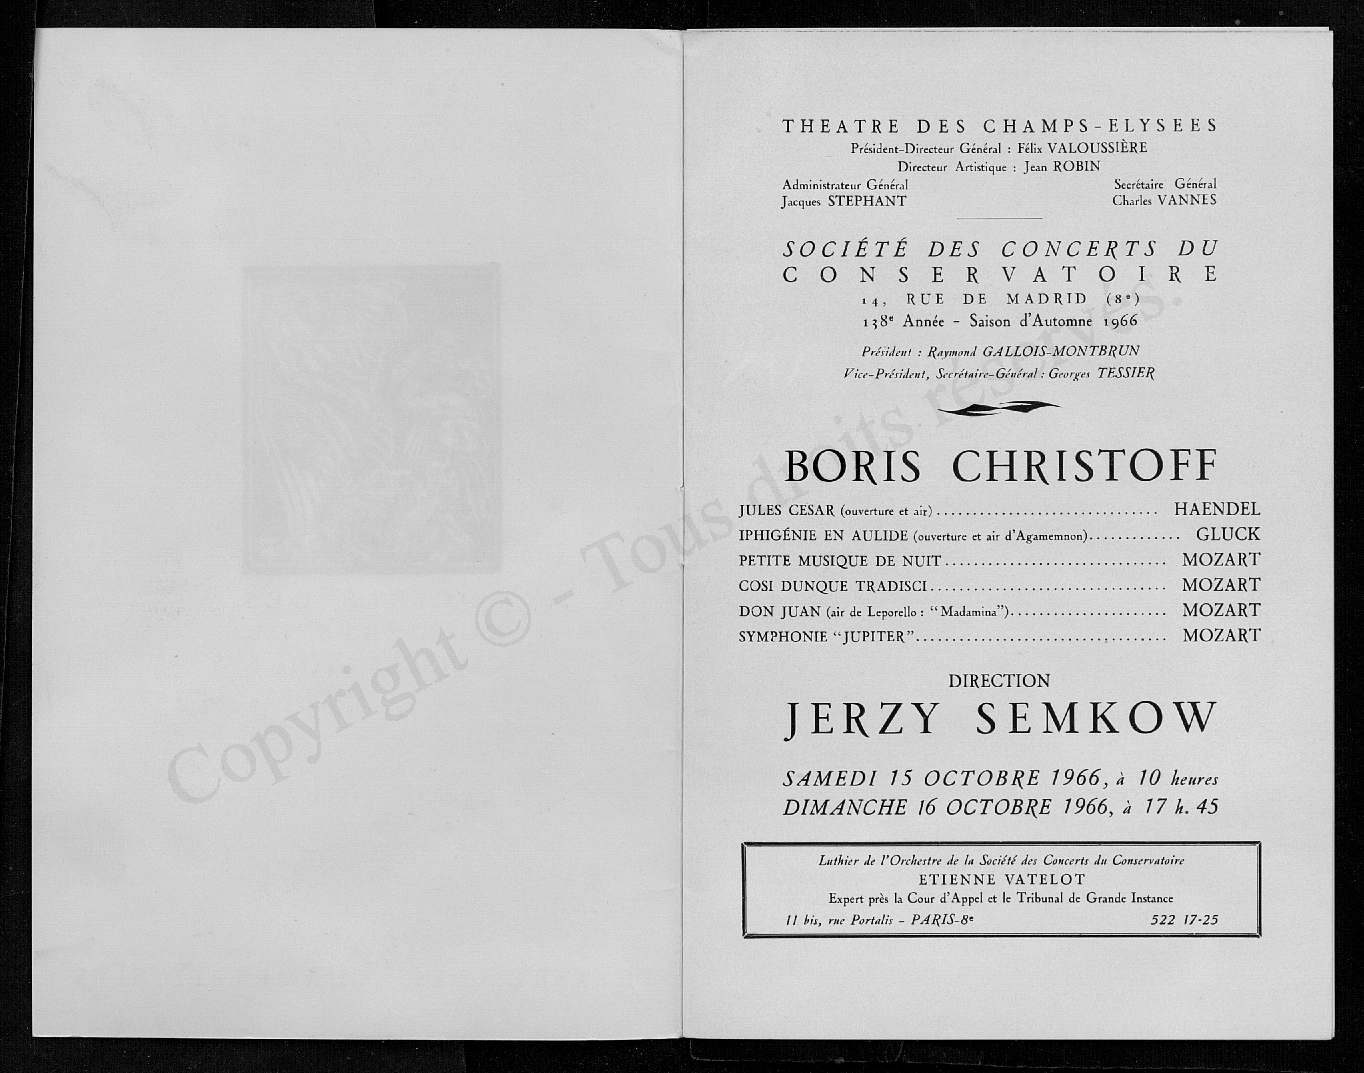 THEATRE DES CHAMPS-ELYSEES
Président-Directeur Général : Félix VALOUSSIÈRE
Directeur Artistique : Jean ROBIN
Administrateur Général Secrétaire Général
Jacques STEPHANT Charles VANNES
SOCIÉTÉ DES CONCERTS DU
CONSERVATOIRE
14, RUE DE MADRID (8e)
138e Année - Saison d'Automne 1966
Président : Raymond GALLOIS-MONTBRUN
Vice-Président, Secrétaire-Général : Georges TESSIER
BORIS CHRISTOFF
JULES CESAR (ouverture et air) .............................. HAENDEL
IPHIGÉNIE EN AULIDE (ouverture et air d'Agamemnon)............. GLUCK
PETITE MUSIQUE DE NUIT.............................. MOZART
COSI DUNQUE TRADISCI................................ MOZART
DON JUAN (air de Leporello : "Madamina")...................... MOZART
SYMPHONIE "JUPITER".................................. MOZART
DIRECTION
JERZY SEMKOW
SAMEDI 15 OCTOBRE 1966, à 10 heures
DIMANCHE 16 OCTOBRE 1966, à 17 h. 45
Luthier de l'Orchestre de la Société des Concerts du Conservatoire
ETIENNE VATELOT
Expert près la Cour d'Appel et le Tribunal de Grande Instance
11 bis, rue Portalis - PARIS-8e 522 17-25
Copyright © - Tous droits réservés.